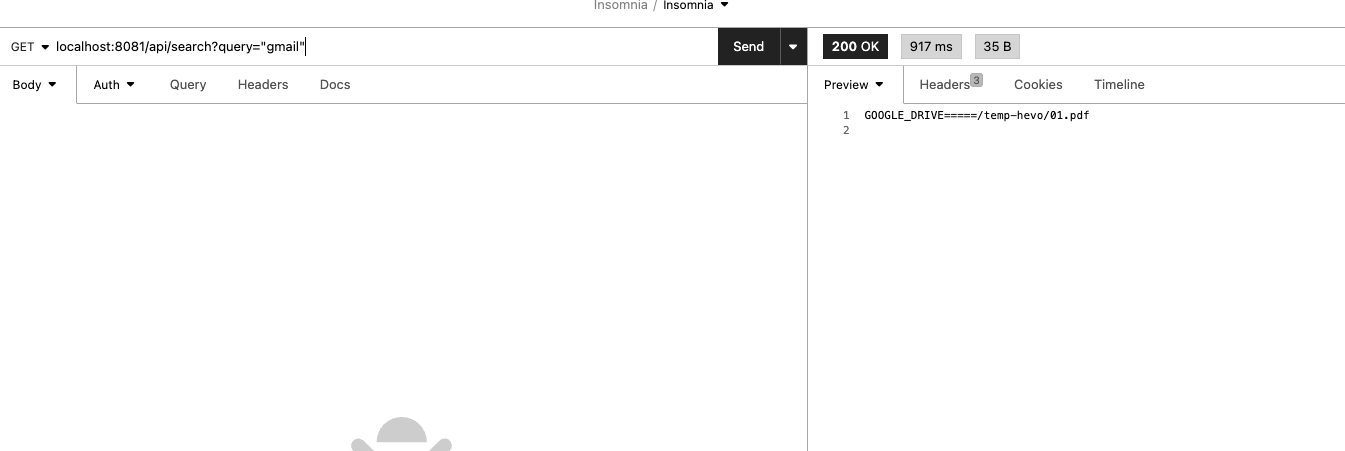 Insomnia / Insomnia
GET localhost:8081/api/search?query="gmail"
Send
200 OK
917 ms
35 B
Body
Auth
Query
Headers
Docs
Preview
Headers 3
Cookies
Timeline
1 GOOGLE_DRIVE=====/temp-hevo/01.pdf
2